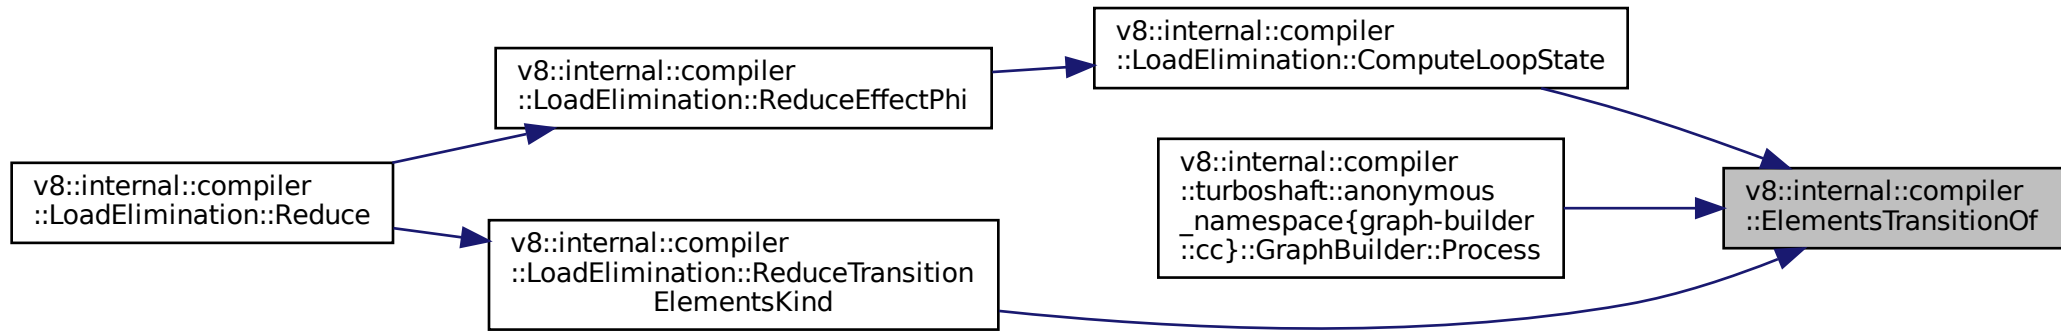 v8::internal::compiler
::LoadElimination::Reduce
v8::internal::compiler
::LoadElimination::ReduceEffectPhi
v8::internal::compiler
::LoadElimination::ReduceTransition
ElementsKind
v8::internal::compiler
::LoadElimination::ComputeLoopState
v8::internal::compiler
::turboshaft::anonymous
_namespace{graph-builder
::cc}::GraphBuilder::Process
v8::internal::compiler
::ElementsTransitionOf